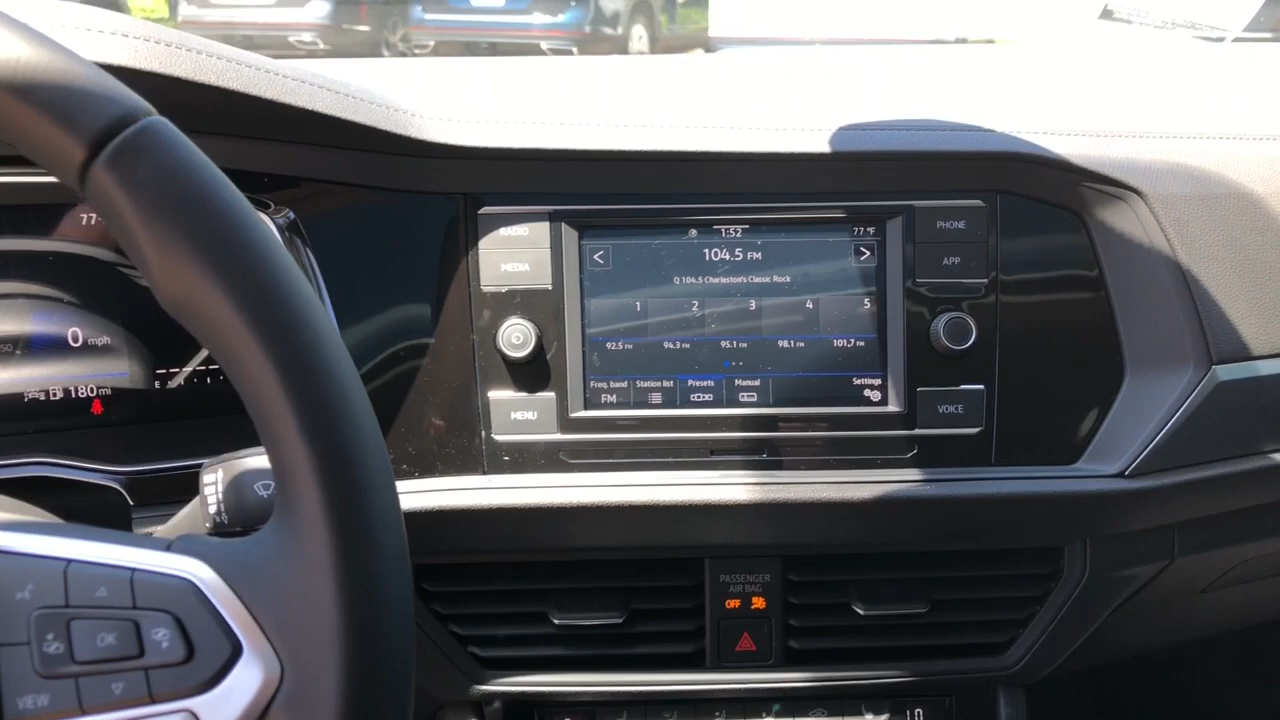 RADIO
MEDIA
MENU
1:52
77 °F
104.5 FM
Q 104.5 Charleston's Classic Rock
1 2 3 4 5
92.5 FM 94.3 FM 95.1 FM 98.1 FM 101.7 FM
Freq. band Station list Presets Manual Settings
FM
PHONE
APP
VOICE
77
0 mph
180 mi
PASSENGER
AIR BAG
OFF
OK
VIEW